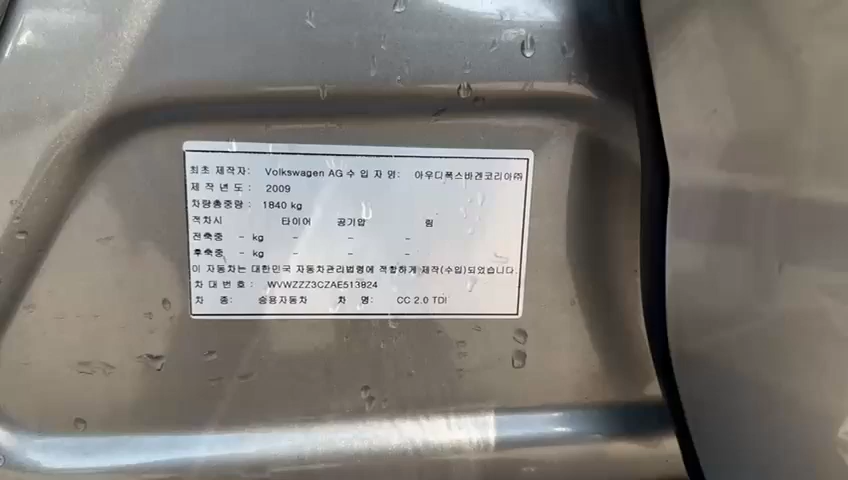 최초 제작자: Volkswagen AG 수 입 자 명: 아우디폭스바겐코리아㈜
제 작 년 도 : 2009
차량총중량 : 1840 kg
적차시 타이어 공기압 림
전축중 - kg - - -
후축중 - kg - - -
이 자동차는 대한민국 자동차관리법령에 적합하게 제작(수입)되었습니다.
차 대 번 호 : WVWZZZ3CZAE513824
차 종: 승용자동차 차 명: CC 2.0 TDI